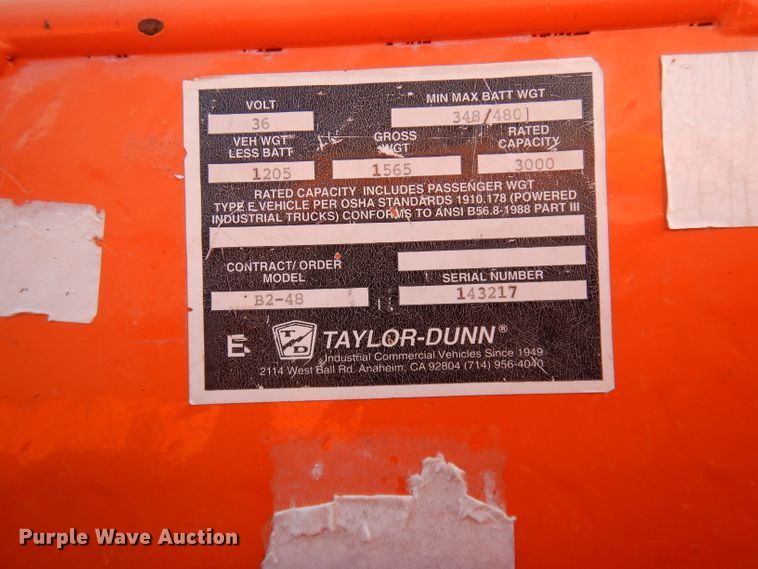 VOLT
36
MIN MAX BATT WGT
348/480
VEH WGT
LESS BATT
1205
GROSS
WGT
1565
RATED
CAPACITY
3000
RATED CAPACITY INCLUDES PASSENGER WGT
TYPE E VEHICLE PER OSHA STANDARDS 1910.178 (POWERED
INDUSTRIAL TRUCKS) CONFORMS TO ANSI B56.8-1988 PART III
CONTRACT/ORDER
MODEL
B2-48
SERIAL NUMBER
143217
E
T D
TAYLOR-DUNN®
Industrial Commercial Vehicles Since 1949
2114 West Ball Rd. Anaheim, CA 92804 (714) 956-4040
Purple Wave Auction